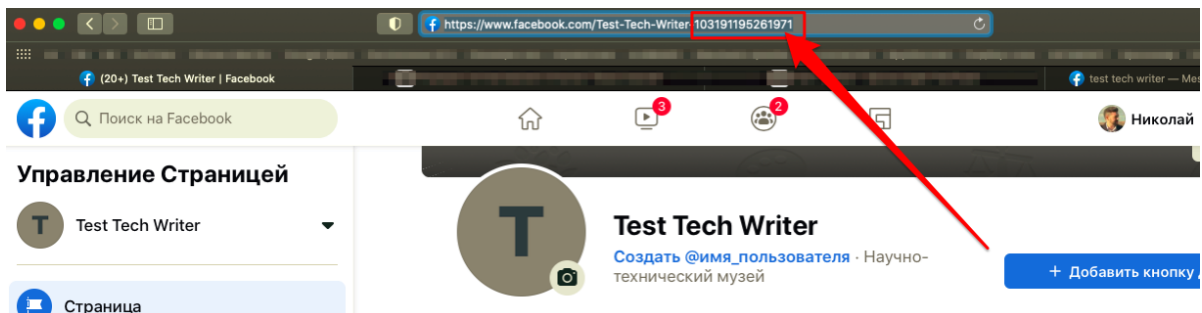 https://www.facebook.com/Test-Tech-Writer-103191195261971
(20+) Test Tech Writer | Facebook
test tech writer — Mes
Поиск на Facebook
3
2
Николай
Управление Страницей
T
Test Tech Writer
T
Test Tech Writer
Создать @имя_пользователя · Научно-
технический музей
+ Добавить кнопку
Страница